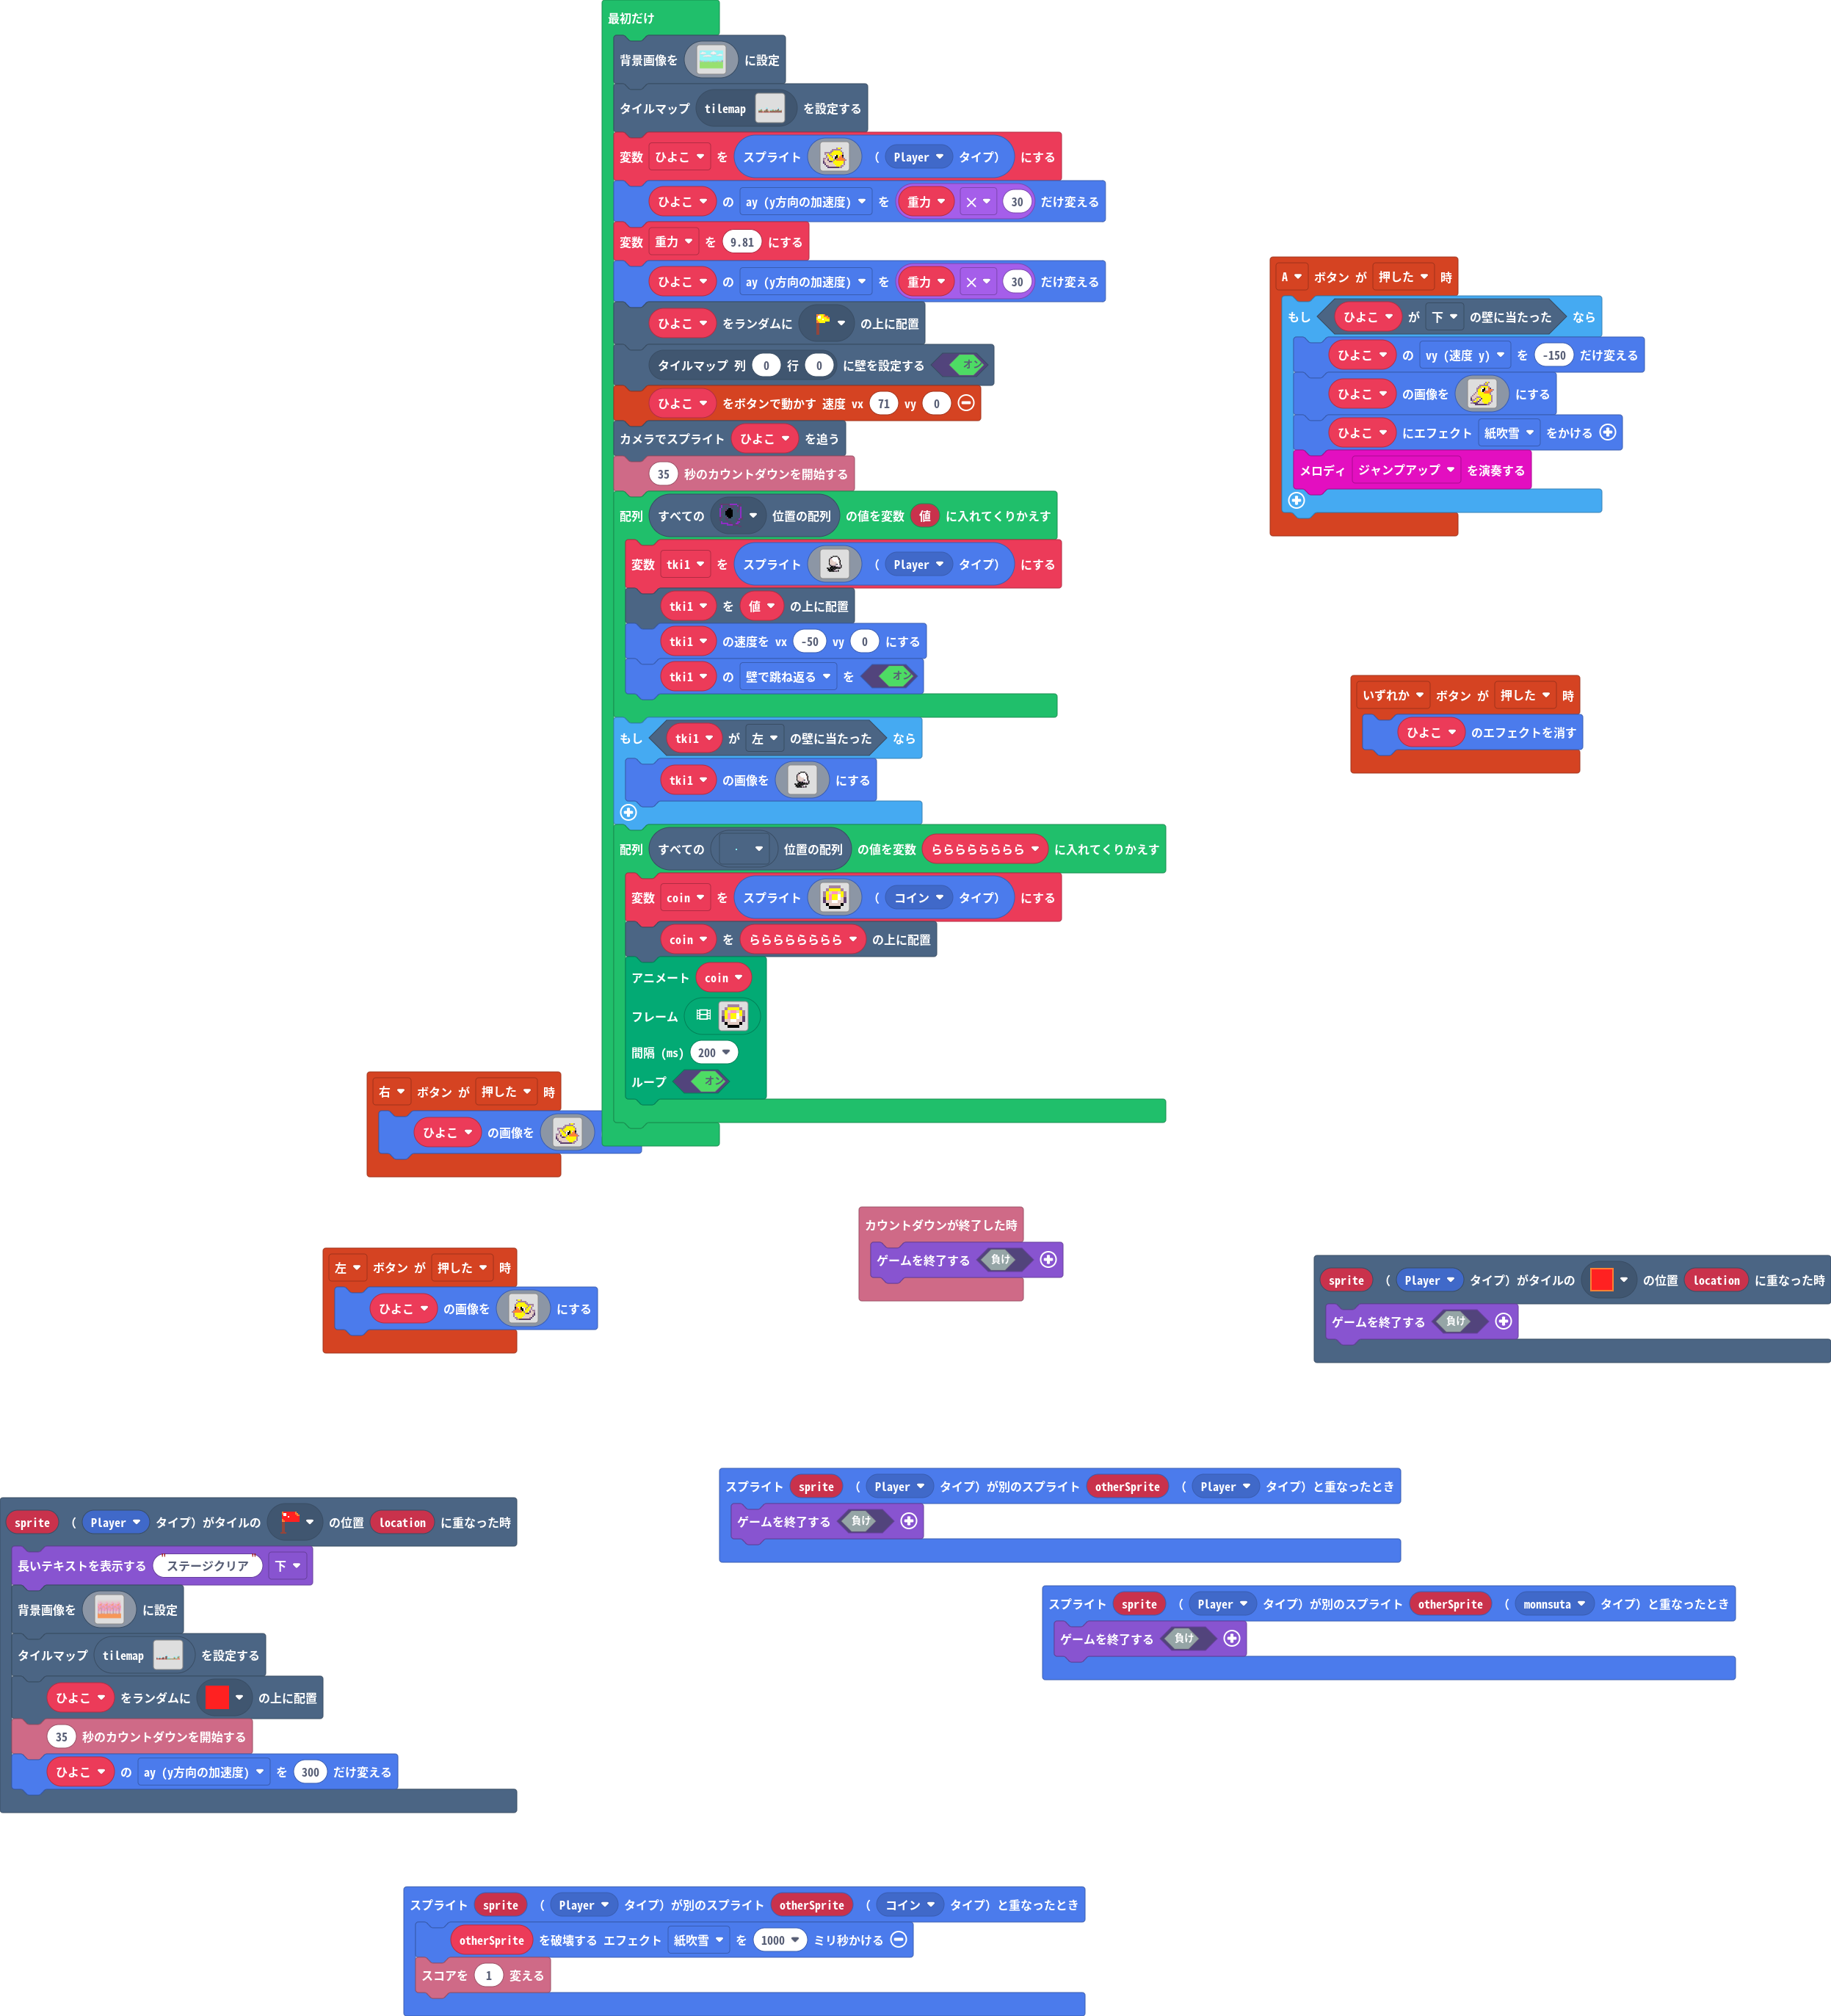 最初だけ
背景画像を に設定
タイルマップ tilemap を設定する
変数 ひよこ を スプライト ( Player タイプ) にする
ひよこ の ay (y方向の加速度) を 重力 × 30 だけ変える
変数 重力 を 9.81 にする
ひよこ の ay (y方向の加速度) を 重力 × 30 だけ変える
ひよこ をランダムに の上に配置
タイルマップ 列 0 行 0 に壁を設定する オン
ひよこ をボタンで動かす 速度 vx 71 vy 0
カメラでスプライト ひよこ を追う
35 秒のカウントダウンを開始する
配列 すべての 位置の配列 の値を変数 値 に入れてくりかえす
変数 tki1 を スプライト ( Player タイプ) にする
tki1 を 値 の上に配置
tki1 の速度を vx -50 vy 0 にする
tki1 の 壁で跳ね返る を オン
もし tki1 が 左 の壁に当たった なら
tki1 の画像を にする
配列 すべての 位置の配列 の値を変数 らららららららら に入れてくりかえす
変数 coin を スプライト ( コイン タイプ) にする
coin を らららららららら の上に配置
アニメート coin
フレーム
間隔 (ms) 200
ループ オン
A ボタン が 押した 時
もし ひよこ が 下 の壁に当たった なら
ひよこ の vy (速度 y) を -150 だけ変える
ひよこ の画像を にする
ひよこ にエフェクト 紙吹雪 をかける
メロディ ジャンプアップ を演奏する
いずれか ボタン が 押した 時
ひよこ のエフェクトを消す
右 ボタン が 押した 時
ひよこ の画像を
左 ボタン が 押した 時
ひよこ の画像を にする
カウントダウンが終了した時
ゲームを終了する 負け
sprite ( Player タイプ) がタイルの の位置 location に重なった時
ゲームを終了する 負け
sprite ( Player タイプ) がタイルの の位置 location に重なった時
長いテキストを表示する "ステージクリア" 下
背景画像を に設定
タイルマップ tilemap を設定する
ひよこ をランダムに の上に配置
35 秒のカウントダウンを開始する
ひよこ の ay (y方向の加速度) を 300 だけ変える
スプライト sprite ( Player タイプ) が別のスプライト otherSprite ( Player タイプ) と重なったとき
ゲームを終了する 負け
スプライト sprite ( Player タイプ) が別のスプライト otherSprite ( monnsuta タイプ) と重なったとき
ゲームを終了する 負け
スプライト sprite ( Player タイプ) が別のスプライト otherSprite ( コイン タイプ) と重なったとき
otherSprite を破壊する エフェクト 紙吹雪 を 1000 ミリ秒かける
スコアを 1 変える